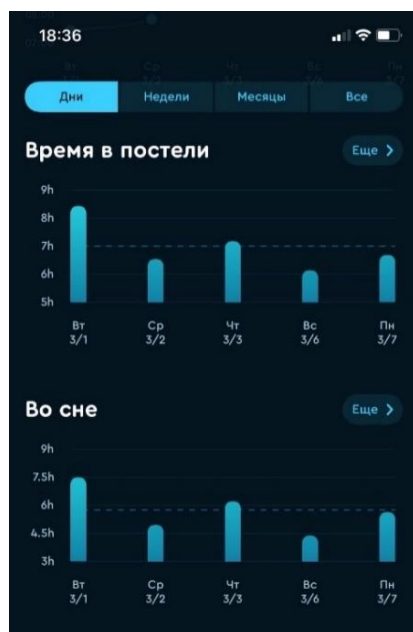 18:36
Дни Недели Месяцы Все
Время в постели Еще >
9h
8h
7h
6h
5h
Вт Ср Чт Вс Пн
3/1 3/2 3/3 3/6 3/7
Во сне Еще >
9h
7.5h
6h
4.5h
3h
Вт Ср Чт Вс Пн
3/1 3/2 3/3 3/6 3/7